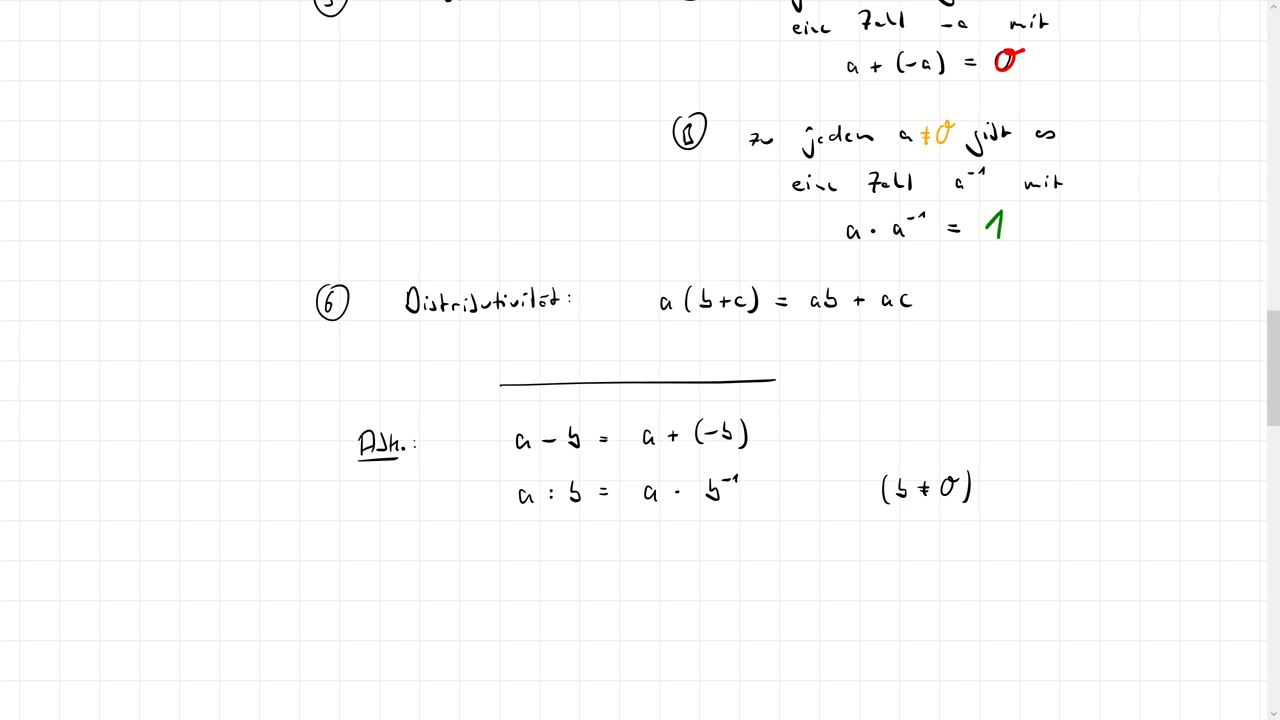 eine Zahl -a mit
a + (-a) = 0
Ⓑ zu jedem a ≠ 0 gibt es
eine Zahl a⁻¹ mit
a · a⁻¹ = 1
⑥ Distributivität: a (b+c) = ab + ac
Abk.: a - b = a + (-b)
a : b = a · b⁻¹ (b ≠ 0)